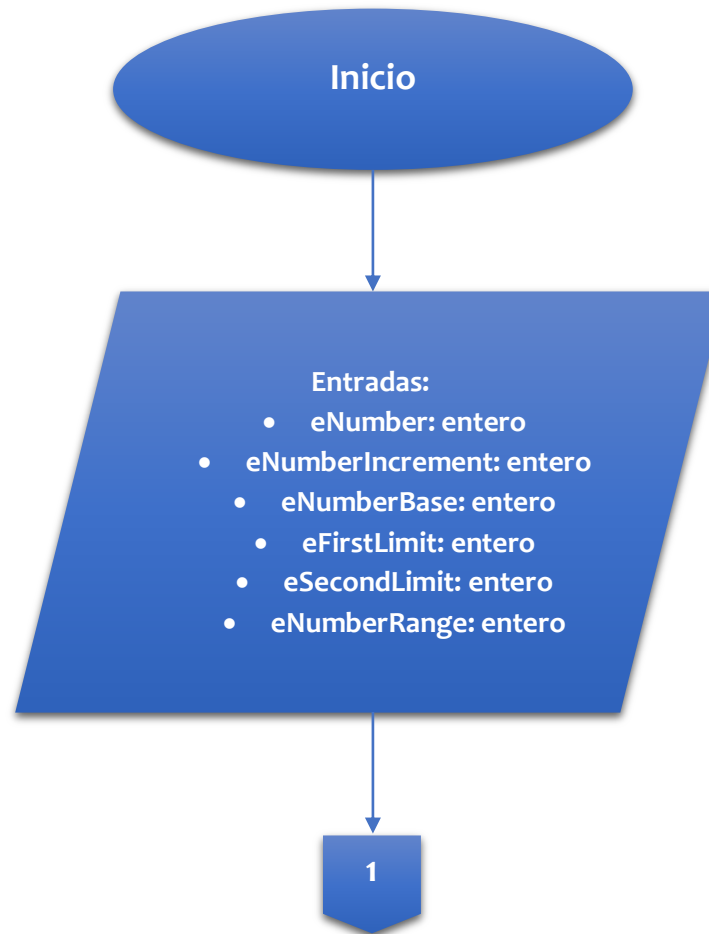 Inicio
Entradas:
• eNumber: entero
• eNumberIncrement: entero
• eNumberBase: entero
• eFirstLimit: entero
• eSecondLimit: entero
• eNumberRange: entero
1